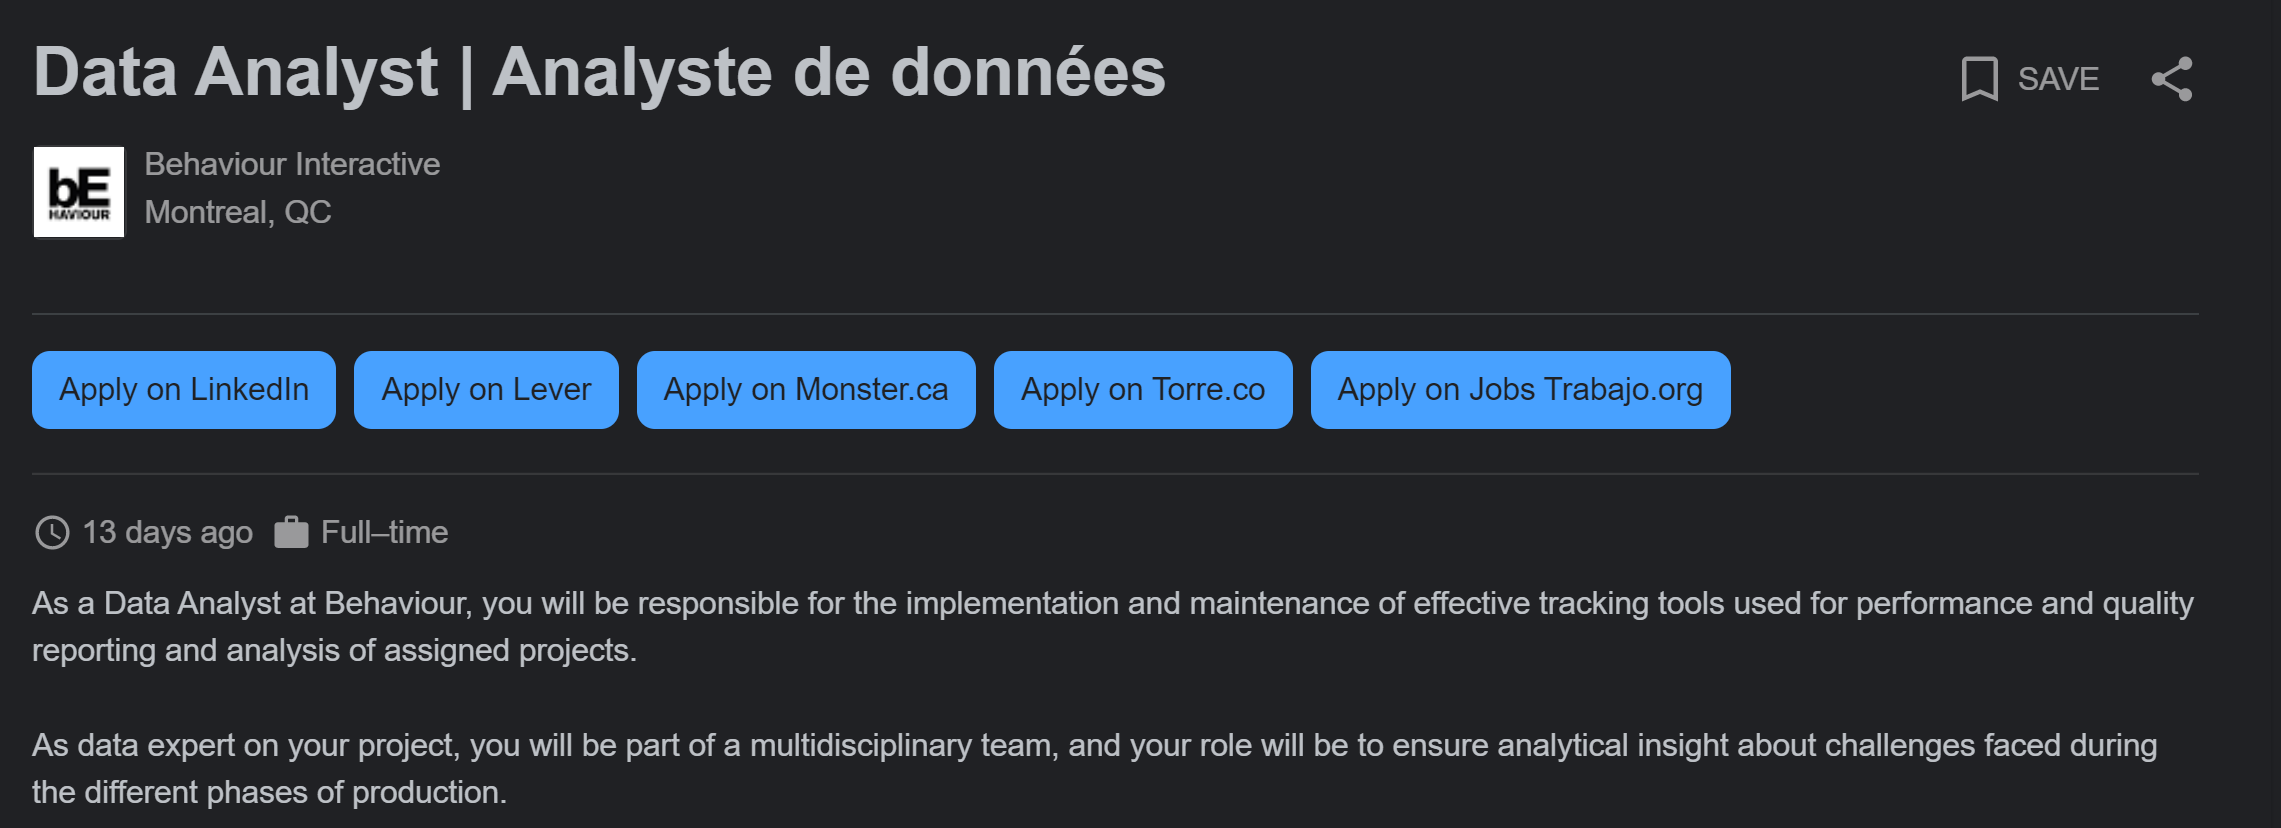 Data Analyst | Analyste de données
SAVE
bE
HAVIOUR
Behaviour Interactive
Montreal, QC
Apply on LinkedIn
Apply on Lever
Apply on Monster.ca
Apply on Torre.co
Apply on Jobs Trabajo.org
13 days ago
Full–time
As a Data Analyst at Behaviour, you will be responsible for the implementation and maintenance of effective tracking tools used for performance and quality
reporting and analysis of assigned projects.
As data expert on your project, you will be part of a multidisciplinary team, and your role will be to ensure analytical insight about challenges faced during
the different phases of production.